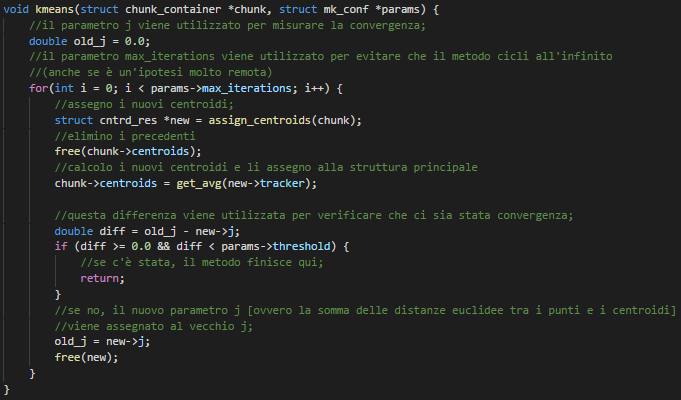 void kmeans(struct chunk_container *chunk, struct mk_conf *params) {
    //il parametro j viene utilizzato per misurare la convergenza;
    double old_j = 0.0;
    //il parametro max_iterations viene utilizzato per evitare che il metodo cicli all'infinito
    //(anche se è un'ipotesi molto remota)
    for(int i = 0; i < params->max_iterations; i++) {
        //assegno i nuovi centroidi;
        struct cntrd_res *new = assign_centroids(chunk);
        //elimino i precedenti
        free(chunk->centroids);
        //calcolo i nuovi centroidi e li assegno alla struttura principale
        chunk->centroids = get_avg(new->tracker);

        //questa differenza viene utilizzata per verificare che ci sia stata convergenza;
        double diff = old_j - new->j;
        if (diff >= 0.0 && diff < params->threshold) {
            //se c'è stata, il metodo finisce qui;
            return;
        }
        //se no, il nuovo parametro j [ovvero la somma delle distanze euclidee tra i punti e i centroidi]
        //viene assegnato al vecchio j;
        old_j = new->j;
        free(new);
    }
}